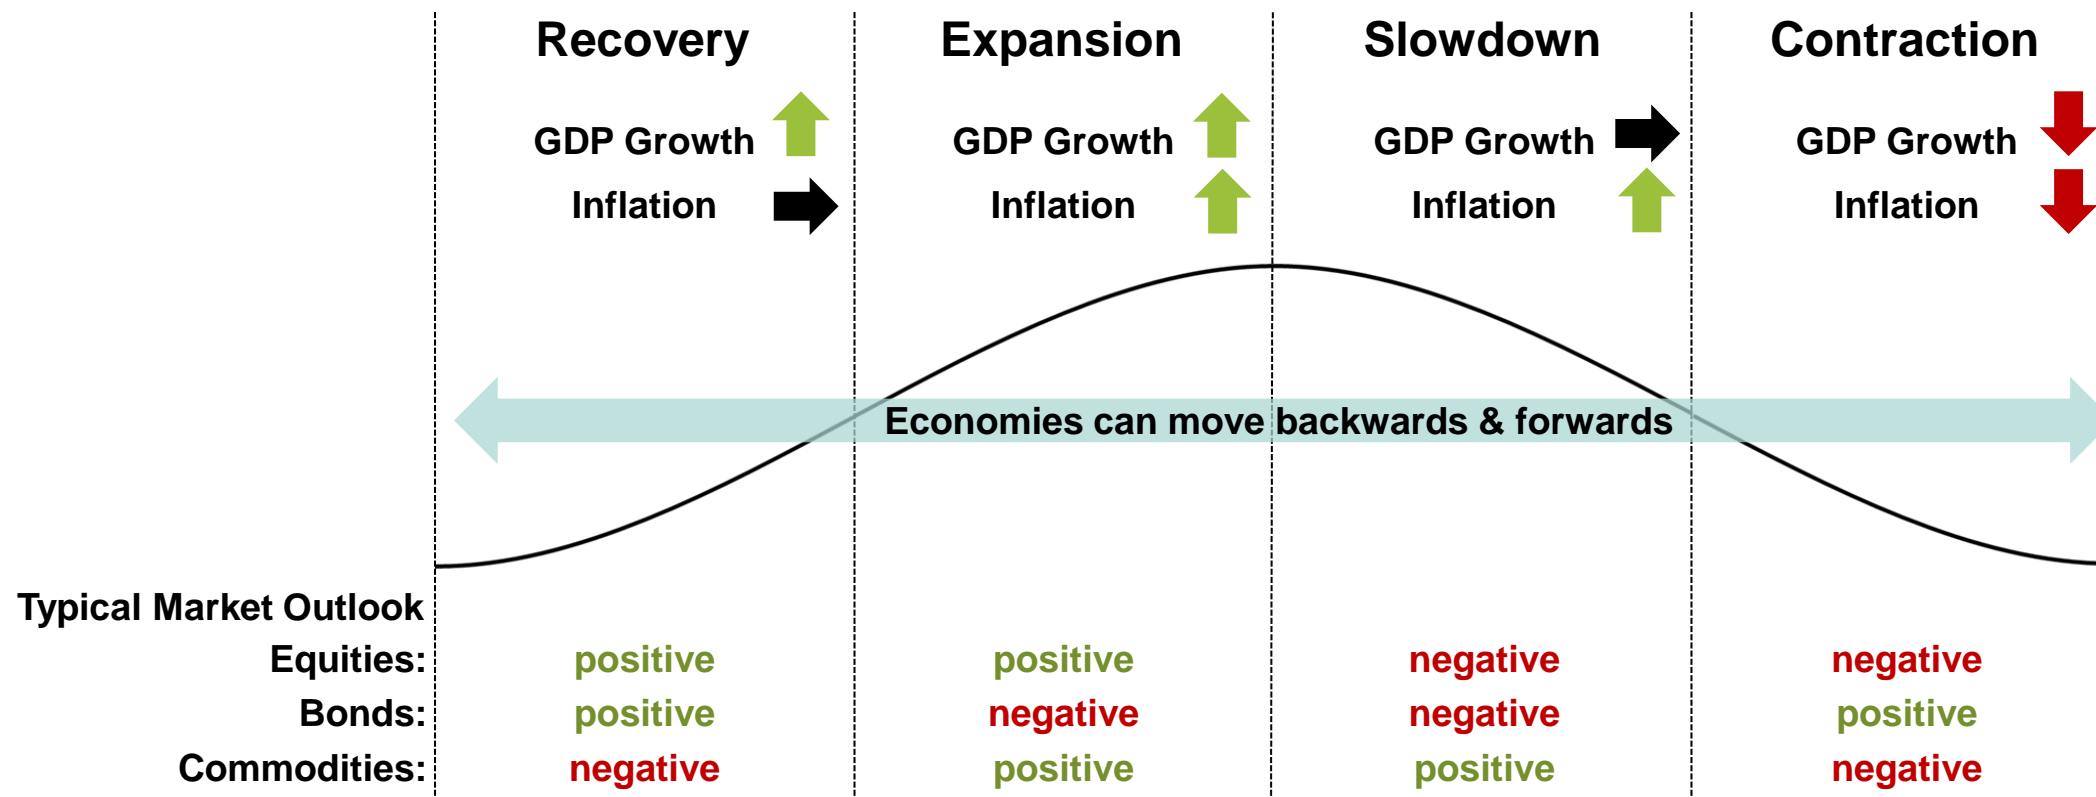 Recovery Expansion Slowdown Contraction
GDP Growth GDP Growth GDP Growth GDP Growth
Inflation Inflation Inflation Inflation
Economies can move backwards & forwards
Typical Market Outlook
Equities: positive positive negative negative
Bonds: positive negative negative positive
Commodities: negative positive positive negative